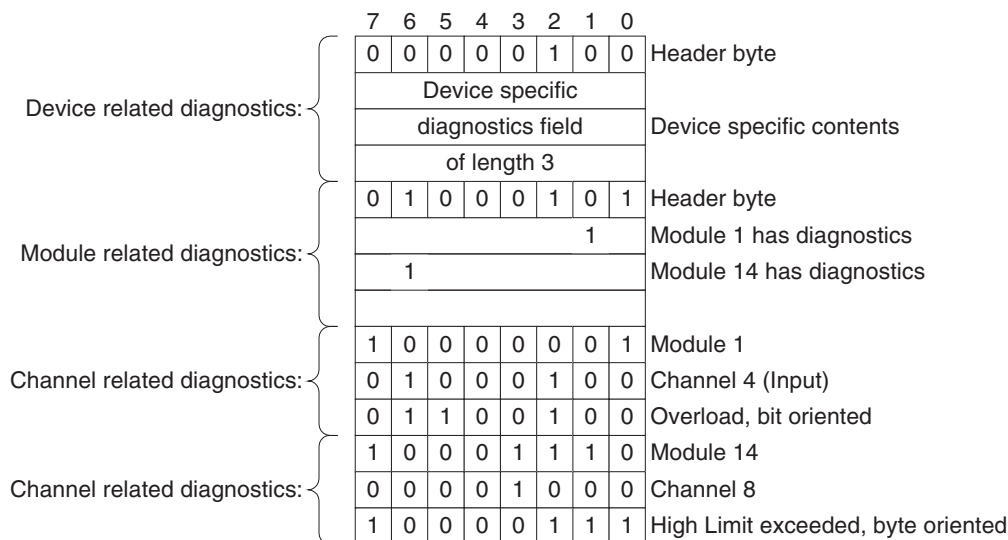 7 6 5 4 3 2 1 0
0 0 0 0 0 1 0 0 Header byte
Device specific
Device related diagnostics: diagnostics field Device specific contents
of length 3
0 1 0 0 0 1 0 1 Header byte
1 Module 1 has diagnostics
Module related diagnostics:
1 Module 14 has diagnostics
1 0 0 0 0 0 0 1 Module 1
Channel related diagnostics: 0 1 0 0 0 1 0 0 Channel 4 (Input)
0 1 1 0 0 1 0 0 Overload, bit oriented
1 0 0 0 1 1 1 0 Module 14
Channel related diagnostics: 0 0 0 0 1 0 0 0 Channel 8
1 0 0 0 0 1 1 1 High Limit exceeded, byte oriented